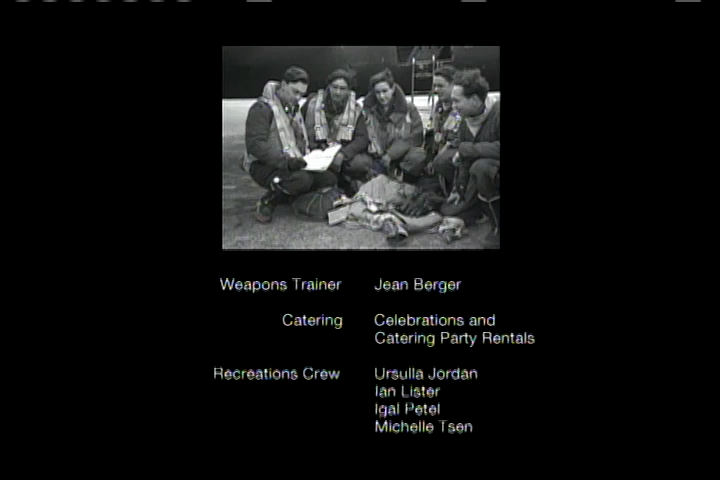 Weapons Trainer Jean Berger
Catering Celebrations and
Catering Party Rentals
Recreations Crew Ursulla Jordan
Ian Lister
Igal Petel
Michelle Tsen